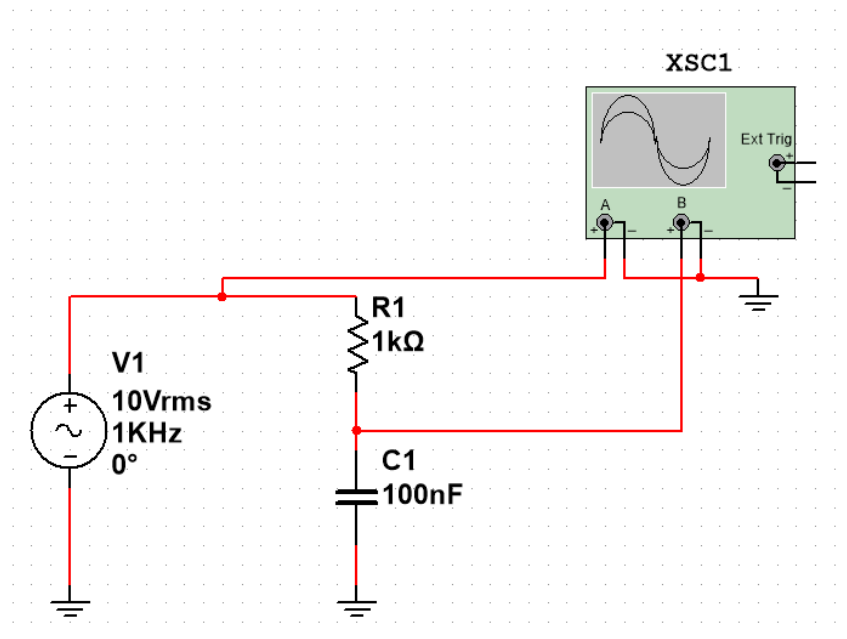 XSC1
Ext Trig
+
−
A
B
+
−
+
−
R1
1kΩ
V1
10Vrms
1KHz
0°
+
−
C1
100nF